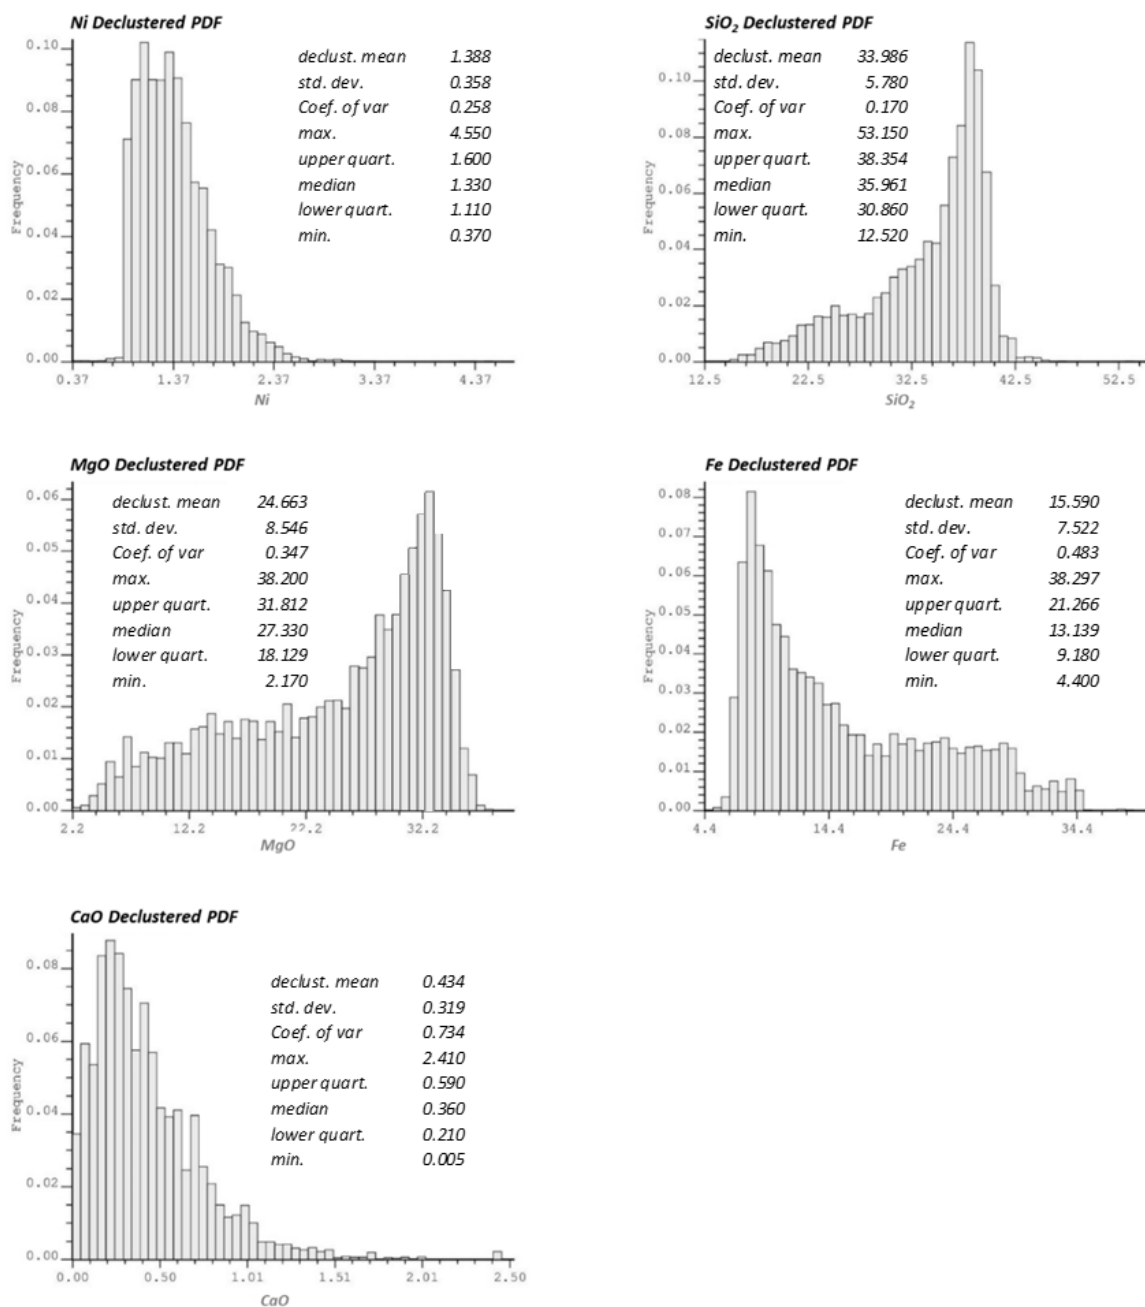 Ni Declustered PDF
0.10
0.08
0.06
0.04
0.02
0.00
Frequency
declust. mean 1.388
std. dev. 0.358
Coef. of var 0.258
max. 4.550
upper quart. 1.600
median 1.330
lower quart. 1.110
min. 0.370
0.37 1.37 2.37 3.37 4.37
Ni
SiO2 Declustered PDF
0.10
0.08
0.06
0.04
0.02
0.00
Frequency
declust. mean 33.986
std. dev. 5.780
Coef. of var 0.170
max. 53.150
upper quart. 38.354
median 35.961
lower quart. 30.860
min. 12.520
12.5 22.5 32.5 42.5 52.5
SiO2
MgO Declustered PDF
0.06
0.05
0.04
0.03
0.02
0.01
0.00
Frequency
declust. mean 24.663
std. dev. 8.546
Coef. of var 0.347
max. 38.200
upper quart. 31.812
median 27.330
lower quart. 18.129
min. 2.170
2.2 12.2 22.2 32.2
MgO
Fe Declustered PDF
0.08
0.07
0.06
0.05
0.04
0.03
0.02
0.01
0.00
Frequency
declust. mean 15.590
std. dev. 7.522
Coef. of var 0.483
max. 38.297
upper quart. 21.266
median 13.139
lower quart. 9.180
min. 4.400
4.4 14.4 24.4 34.4
Fe
CaO Declustered PDF
0.08
0.06
0.04
0.02
0.00
Frequency
declust. mean 0.434
std. dev. 0.319
Coef. of var 0.734
max. 2.410
upper quart. 0.590
median 0.360
lower quart. 0.210
min. 0.005
0.00 0.50 1.01 1.51 2.01 2.50
CaO